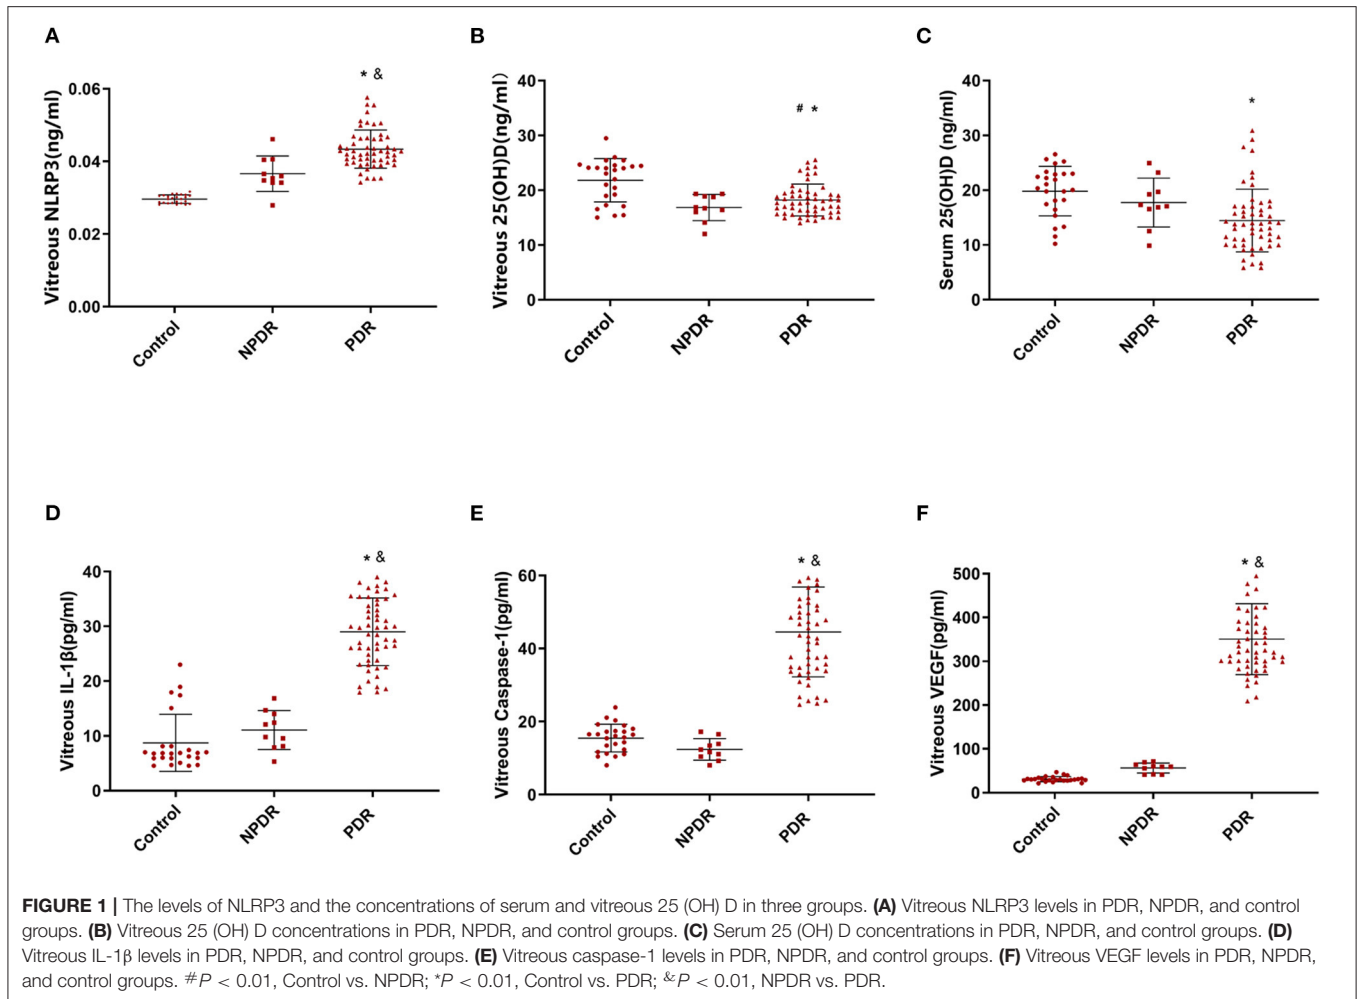 A
Vitreous NLRP3(ng/ml)
0.06
0.04
0.02
0.00
* &
Control
NPDR
PDR
B
Vitreous 25(OH)D(ng/ml)
40
30
20
10
0
# *
Control
NPDR
PDR
C
Serum 25(OH)D (ng/ml)
40
30
20
10
0
*
Control
NPDR
PDR
D
Vitreous IL-1β(pg/ml)
40
30
20
10
0
* &
Control
NPDR
PDR
E
Vitreous Caspase-1(pg/ml)
60
40
20
0
* &
Control
NPDR
PDR
F
Vitreous VEGF(pg/ml)
500
400
300
200
100
0
* &
Control
NPDR
PDR
FIGURE 1 | The levels of NLRP3 and the concentrations of serum and vitreous 25 (OH) D in three groups. (A) Vitreous NLRP3 levels in PDR, NPDR, and control
groups. (B) Vitreous 25 (OH) D concentrations in PDR, NPDR, and control groups. (C) Serum 25 (OH) D concentrations in PDR, NPDR, and control groups. (D)
Vitreous IL-1β levels in PDR, NPDR, and control groups. (E) Vitreous caspase-1 levels in PDR, NPDR, and control groups. (F) Vitreous VEGF levels in PDR, NPDR,
and control groups. #P < 0.01, Control vs. NPDR; *P < 0.01, Control vs. PDR; &P < 0.01, NPDR vs. PDR.